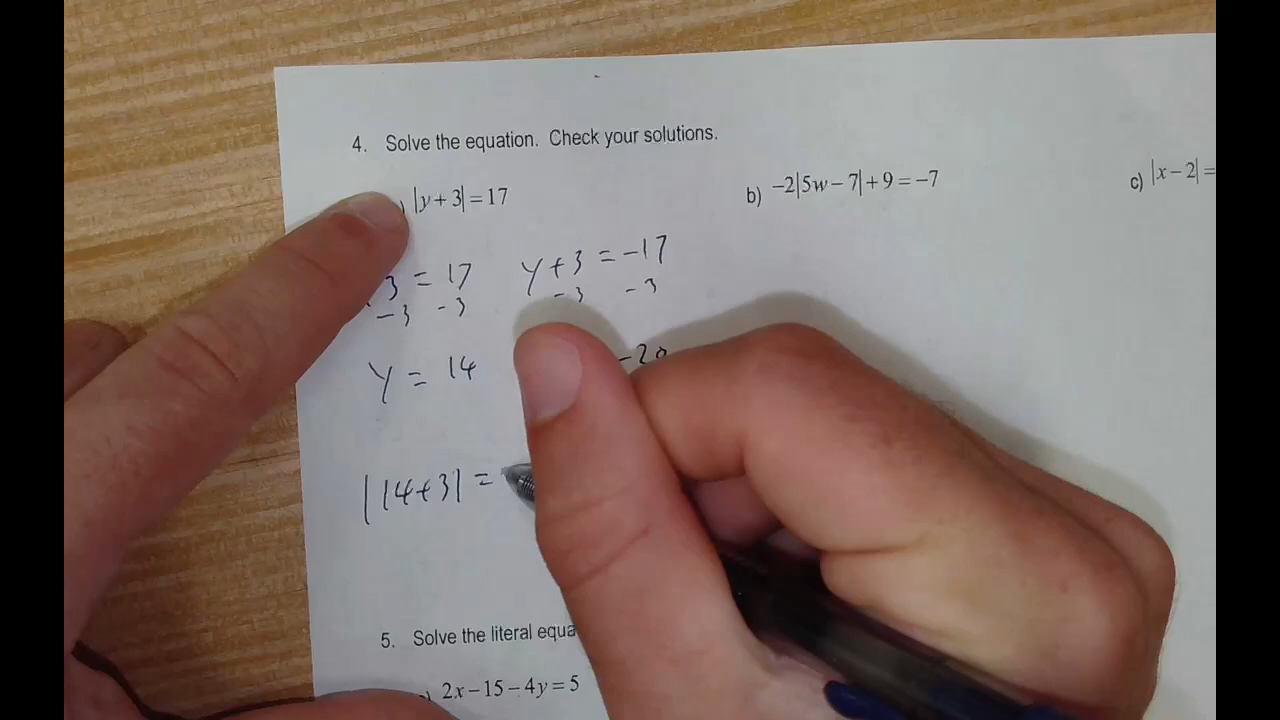 4. Solve the equation. Check your solutions.
) |y + 3| = 17
b) −2|5w − 7| + 9 = −7
c) |x − 2| =
3 = 17
y + 3 = −17
−3 −3
−3 −3
y = 14
−20
|14+3| =
5. Solve the literal equa
) 2x − 15 − 4y = 5